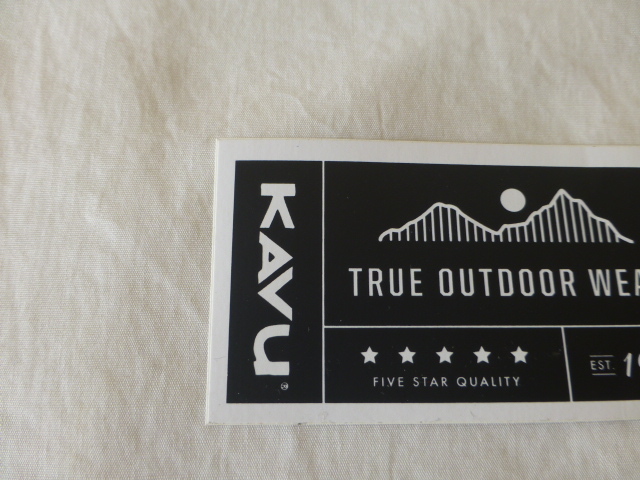 KAVU
TRUE OUTDOOR
FIVE STAR QUALITY
EST.